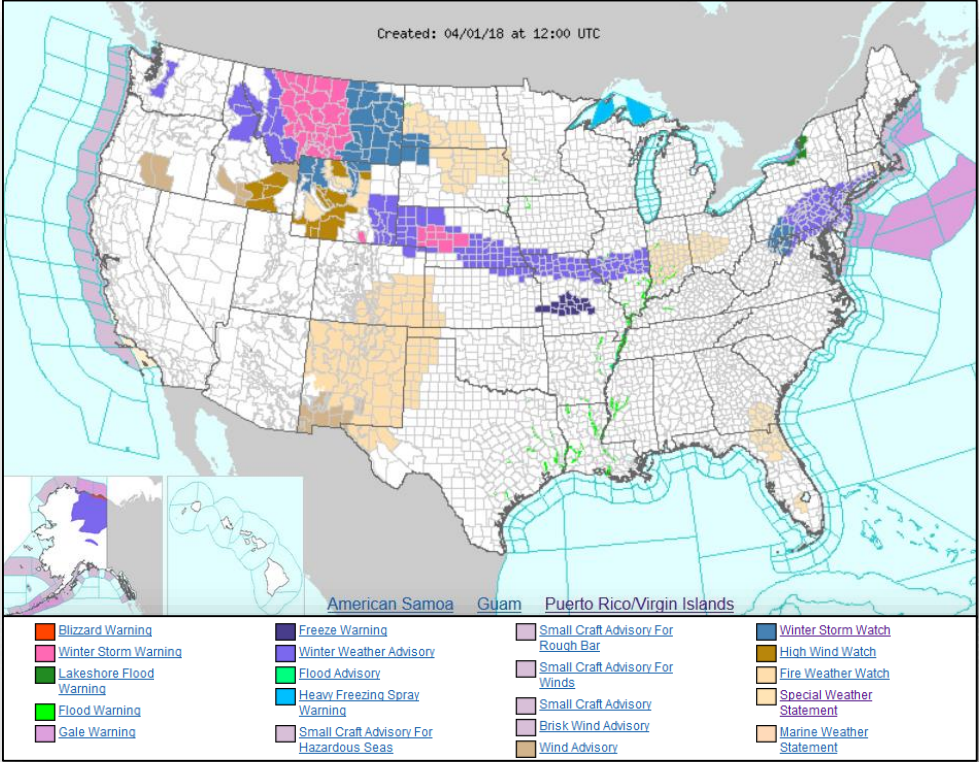 Created: 04/01/18 at 12:00 UTC
American Samoa Guam Puerto Rico/Virgin Islands
Blizzard Warning
Winter Storm Warning
Lakeshore Flood
Warning
Flood Warning
Gale Warning
Freeze Warning
Winter Weather Advisory
Flood Advisory
Heavy Freezing Spray
Warning
Small Craft Advisory For
Hazardous Seas
Small Craft Advisory For
Rough Bar
Small Craft Advisory For
Winds
Small Craft Advisory
Brisk Wind Advisory
Wind Advisory
Winter Storm Watch
High Wind Watch
Fire Weather Watch
Special Weather
Statement
Marine Weather
Statement